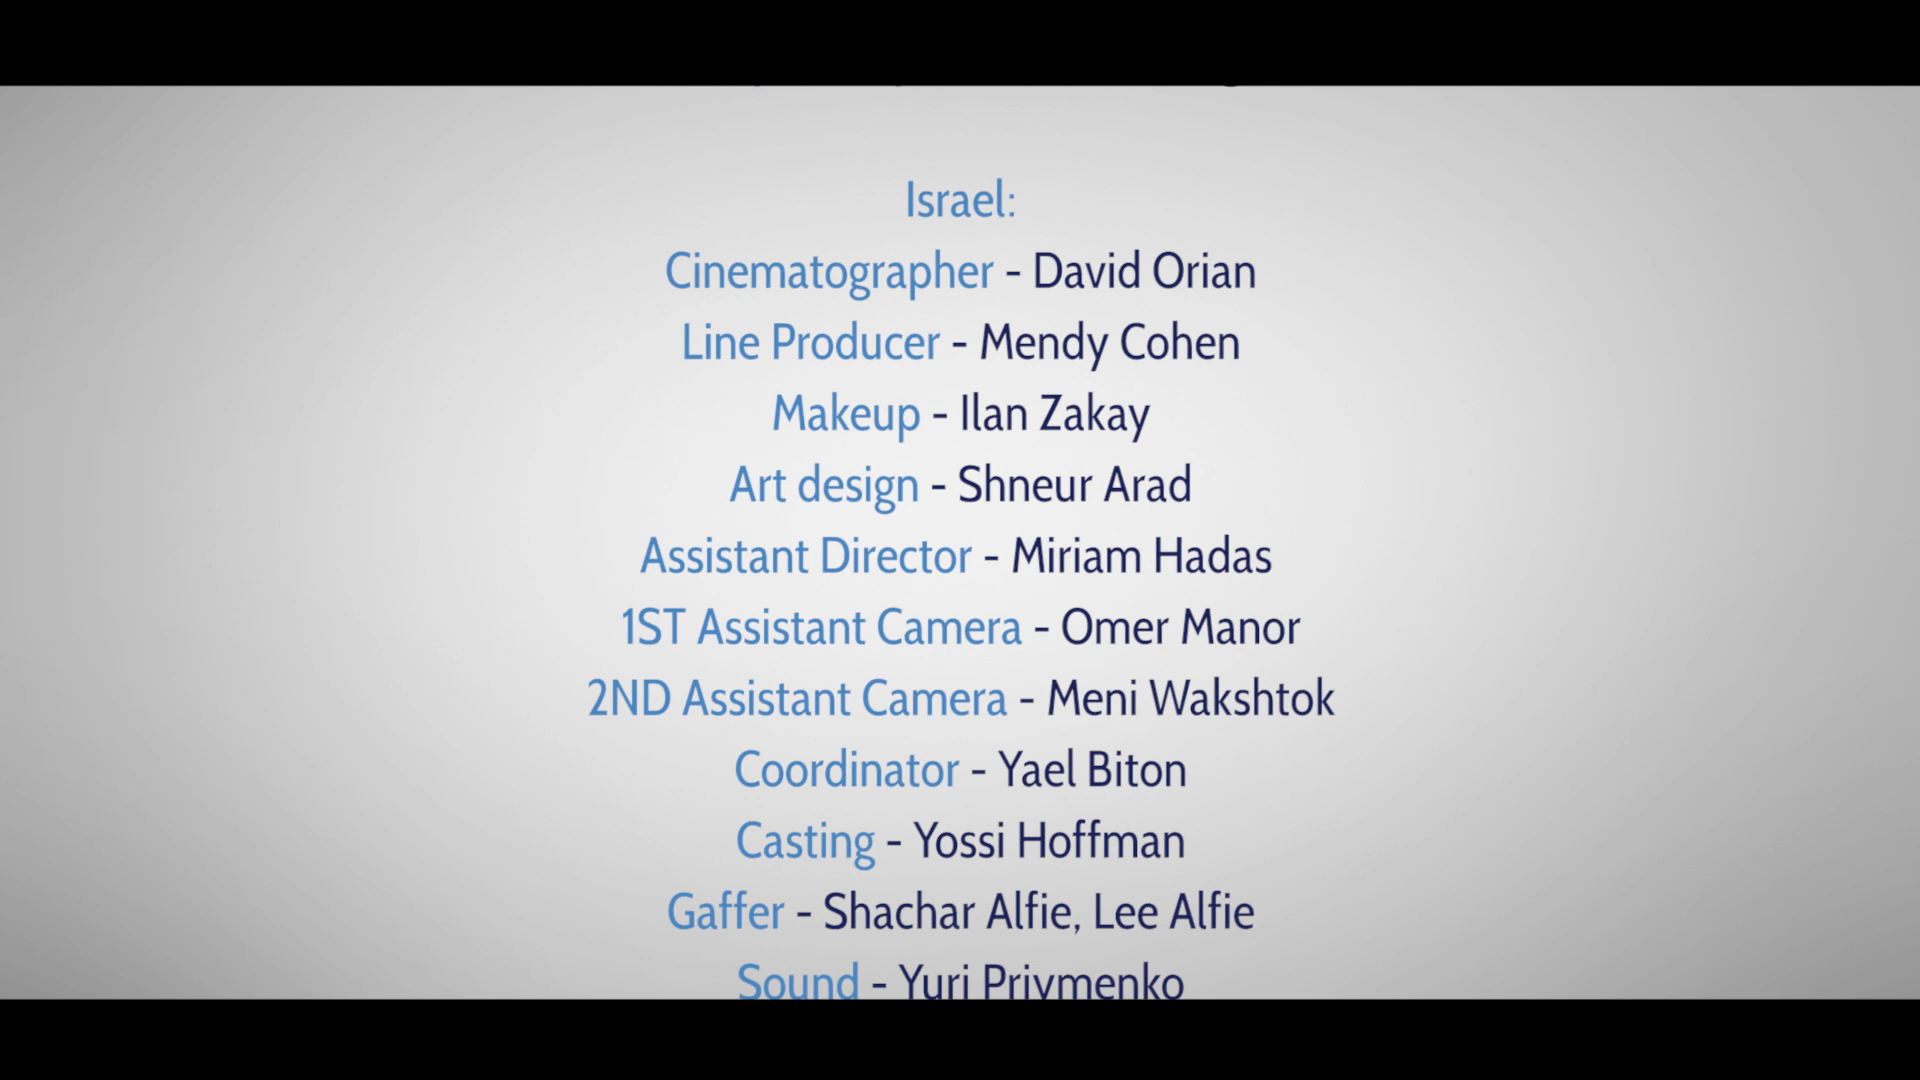 Israel:
Cinematographer - David Orian
Line Producer - Mendy Cohen
Makeup - Ilan Zakay
Art design - Shneur Arad
Assistant Director - Miriam Hadas
1ST Assistant Camera - Omer Manor
2ND Assistant Camera - Meni Wakshtok
Coordinator - Yael Biton
Casting - Yossi Hoffman
Gaffer - Shachar Alfie, Lee Alfie
Sound - Yuri Privmenko